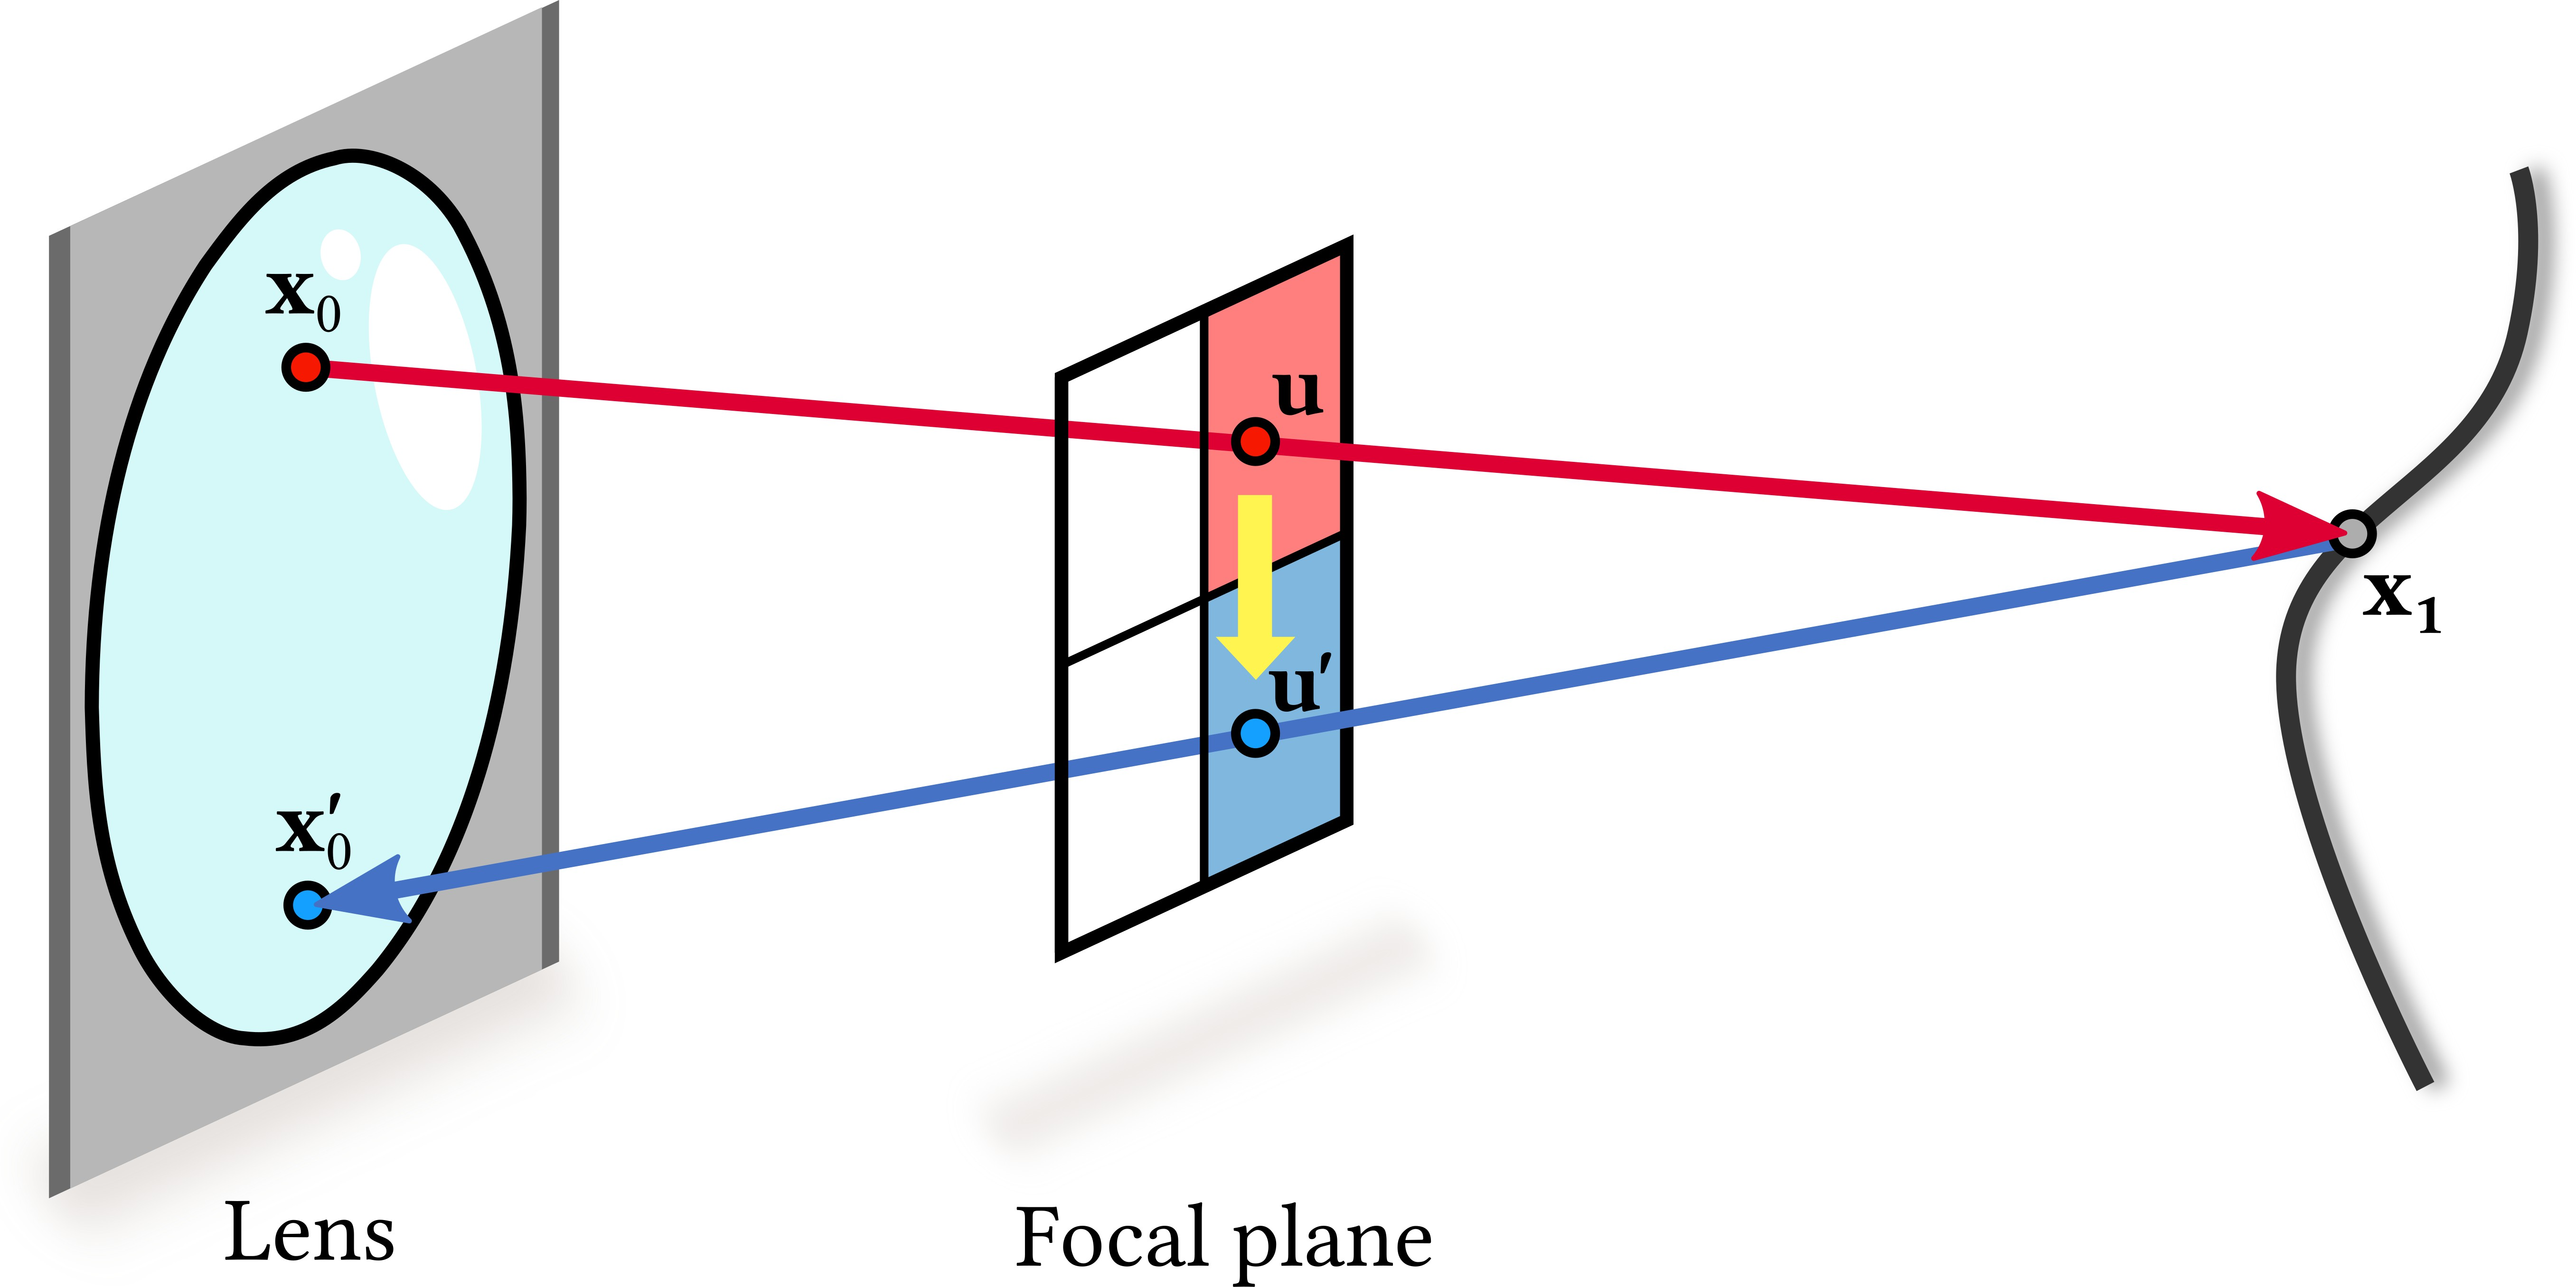 x₀
u
u′
x₁
x′₀
Lens
Focal plane